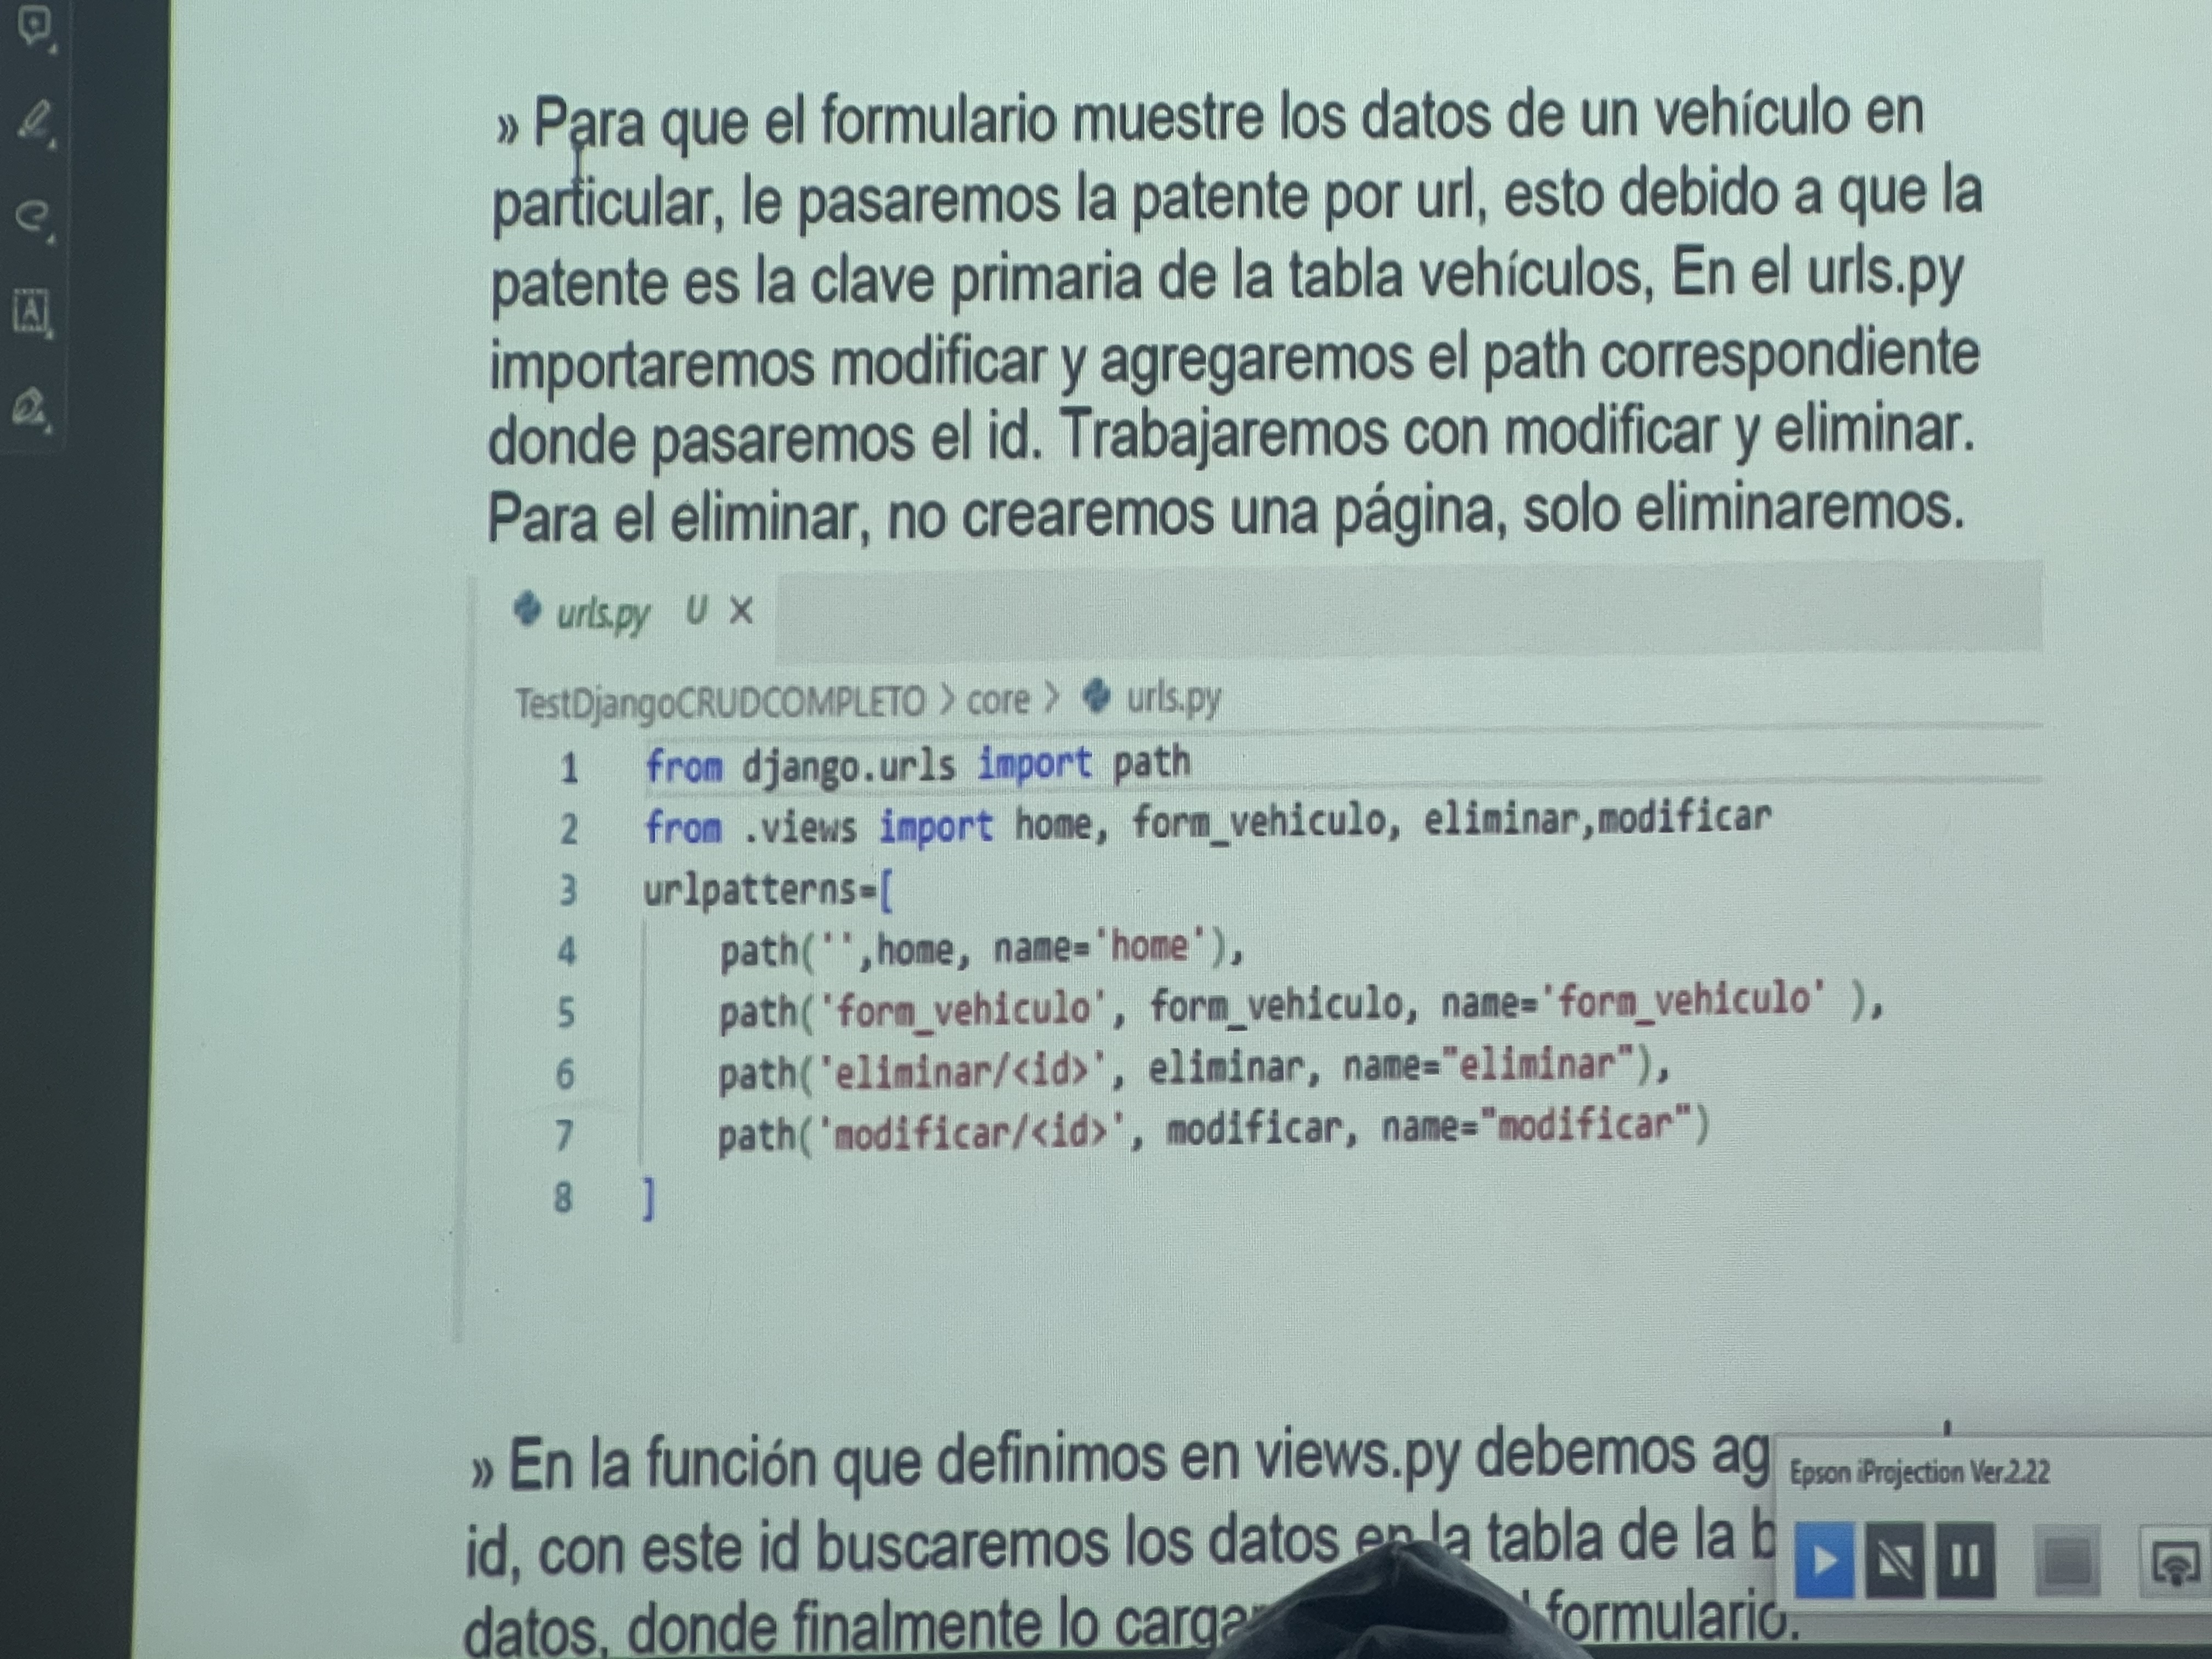 » Para que el formulario muestre los datos de un vehículo en
particular, le pasaremos la patente por url, esto debido a que la
patente es la clave primaria de la tabla vehículos, En el urls.py
importaremos modificar y agregaremos el path correspondiente
donde pasaremos el id. Trabajaremos con modificar y eliminar.
Para el eliminar, no crearemos una página, solo eliminaremos.
urls.py U X
TestDjangoCRUDCOMPLETO > core > urls.py
1 from django.urls import path
2 from .views import home, form_vehiculo, eliminar,modificar
3 urlpatterns=[
4 path('',home, name='home'),
5 path('form_vehiculo', form_vehiculo, name='form_vehiculo' ),
6 path('eliminar/<id>', eliminar, name="eliminar"),
7 path('modificar/<id>', modificar, name="modificar")
8 ]
» En la función que definimos en views.py debemos
id, con este id buscaremos los datos en la tabla de la
datos, donde finalmente lo formulario.
Epson iProjection Ver.2.22